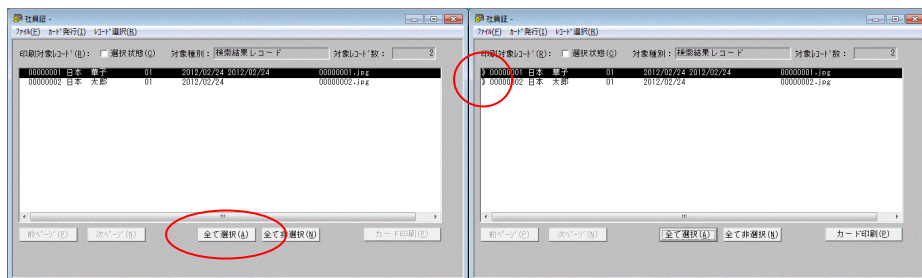 社員証 -
ﾌｧｲﾙ(F) ｶｰﾄﾞ発行(I) ﾚｺｰﾄﾞ選択(R)
印刷対象ﾚｺｰﾄﾞ(R): 選択状態(C) 対象種別: 検索結果レコード 対象ﾚｺｰﾄﾞ数: 2
00000001 日本 華子 01 2012/02/24 2012/02/24 00000001.jpg
00000002 日本 太郎 01 2012/02/24 00000002.jpg
前ﾍﾟｰｼﾞ(P) 次ﾍﾟｰｼﾞ(N) 全て選択(A) 全て非選択(N) カード印刷(P)
社員証 -
ﾌｧｲﾙ(F) ｶｰﾄﾞ発行(I) ﾚｺｰﾄﾞ選択(R)
印刷対象ﾚｺｰﾄﾞ(R): 選択状態(C) 対象種別: 検索結果レコード 対象ﾚｺｰﾄﾞ数: 2
》 00000001 日本 華子 01 2012/02/24 2012/02/24 00000001.jpg
》 00000002 日本 太郎 01 2012/02/24 00000002.jpg
前ﾍﾟｰｼﾞ(P) 次ﾍﾟｰｼﾞ(N) 全て選択(A) 全て非選択(N) カード印刷(P)